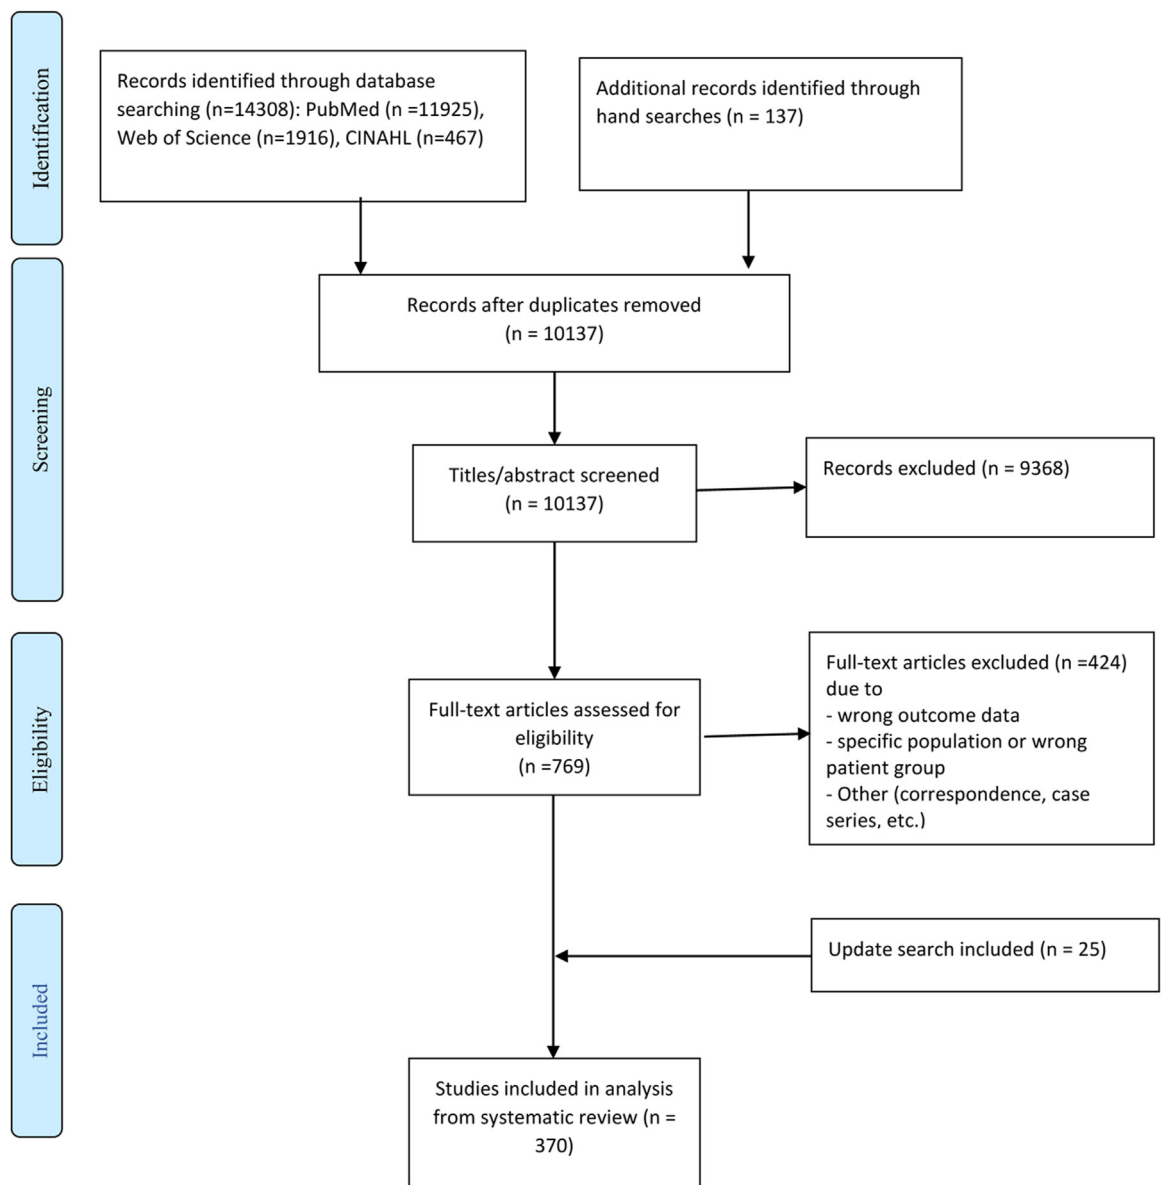 Identification
Records identified through database
searching (n=14308): PubMed (n =11925),
Web of Science (n=1916), CINAHL (n=467)
Additional records identified through
hand searches (n = 137)
Screening
Records after duplicates removed
(n = 10137)
Titles/abstract screened
(n = 10137)
Records excluded (n = 9368)
Eligibility
Full-text articles assessed for
eligibility
(n =769)
Full-text articles excluded (n =424)
due to
- wrong outcome data
- specific population or wrong
patient group
- Other (correspondence, case
series, etc.)
Included
Update search included (n = 25)
Studies included in analysis
from systematic review (n =
370)